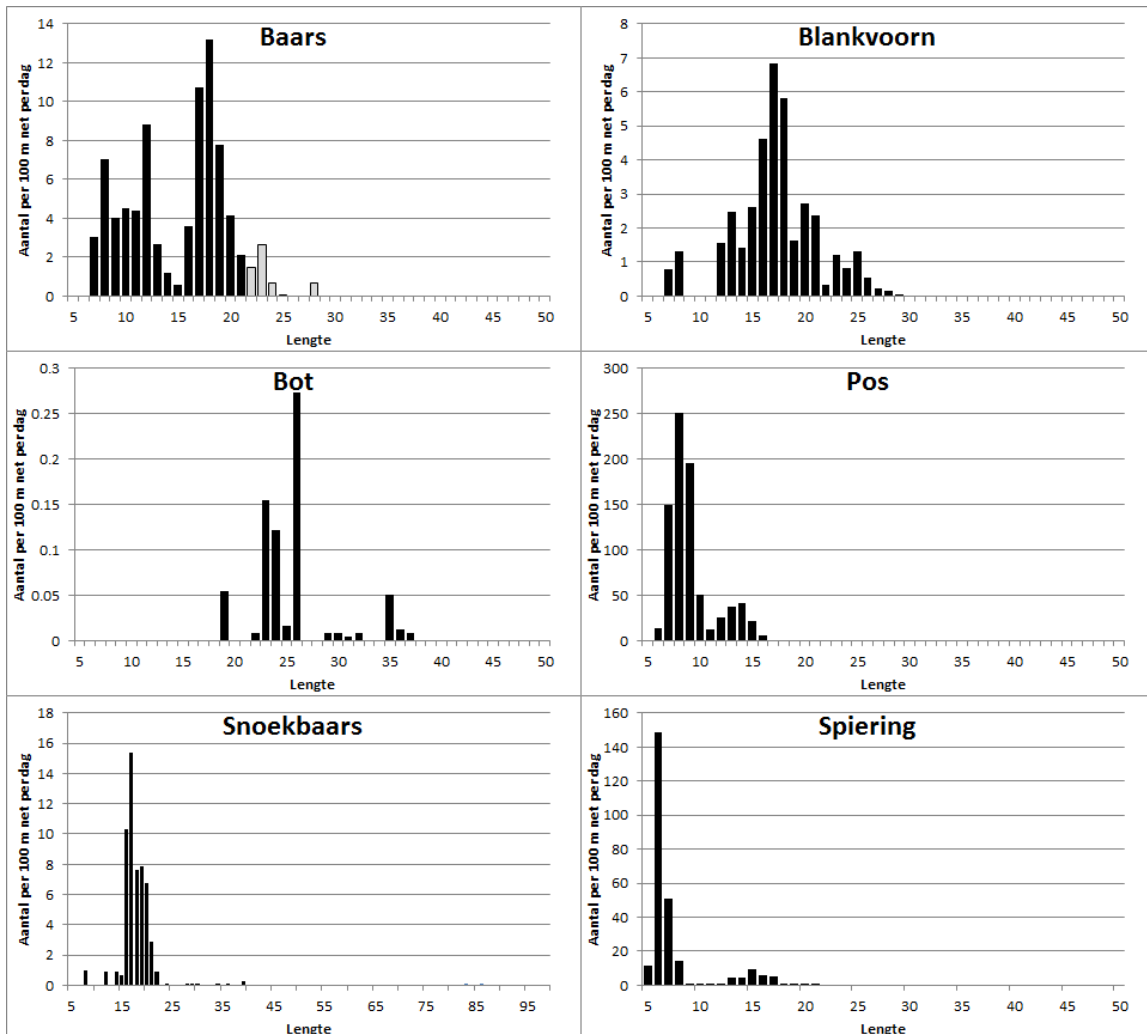 Baars
Aantal per 100 m net per dag
14
12
10
8
6
4
2
0
5 10 15 20 25 30 35 40 45 50
Lengte
Blankvoorn
Aantal per 100 m net per dag
8
7
6
5
4
3
2
1
0
5 10 15 20 25 30 35 40 45 50
Lengte
Bot
Aantal per 100 m net per dag
0.3
0.25
0.2
0.15
0.1
0.05
0
5 10 15 20 25 30 35 40 45 50
Lengte
Pos
Aantal per 100 m net per dag
300
250
200
150
100
50
0
5 10 15 20 25 30 35 40 45 50
Lengte
Snoekbaars
Aantal per 100 m net per dag
18
16
14
12
10
8
6
4
2
0
5 15 25 35 45 55 65 75 85 95
Lengte
Spiering
Aantal per 100 m net per dag
160
140
120
100
80
60
40
20
0
5 10 15 20 25 30 35 40 45 50
Lengte